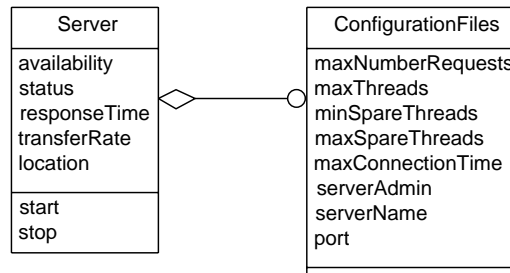 Server
availability
status
responseTime
transferRate
location
start
stop
ConfigurationFiles
maxNumberRequests
maxThreads
minSpareThreads
maxSpareThreads
maxConnectionTime
serverAdmin
serverName
port